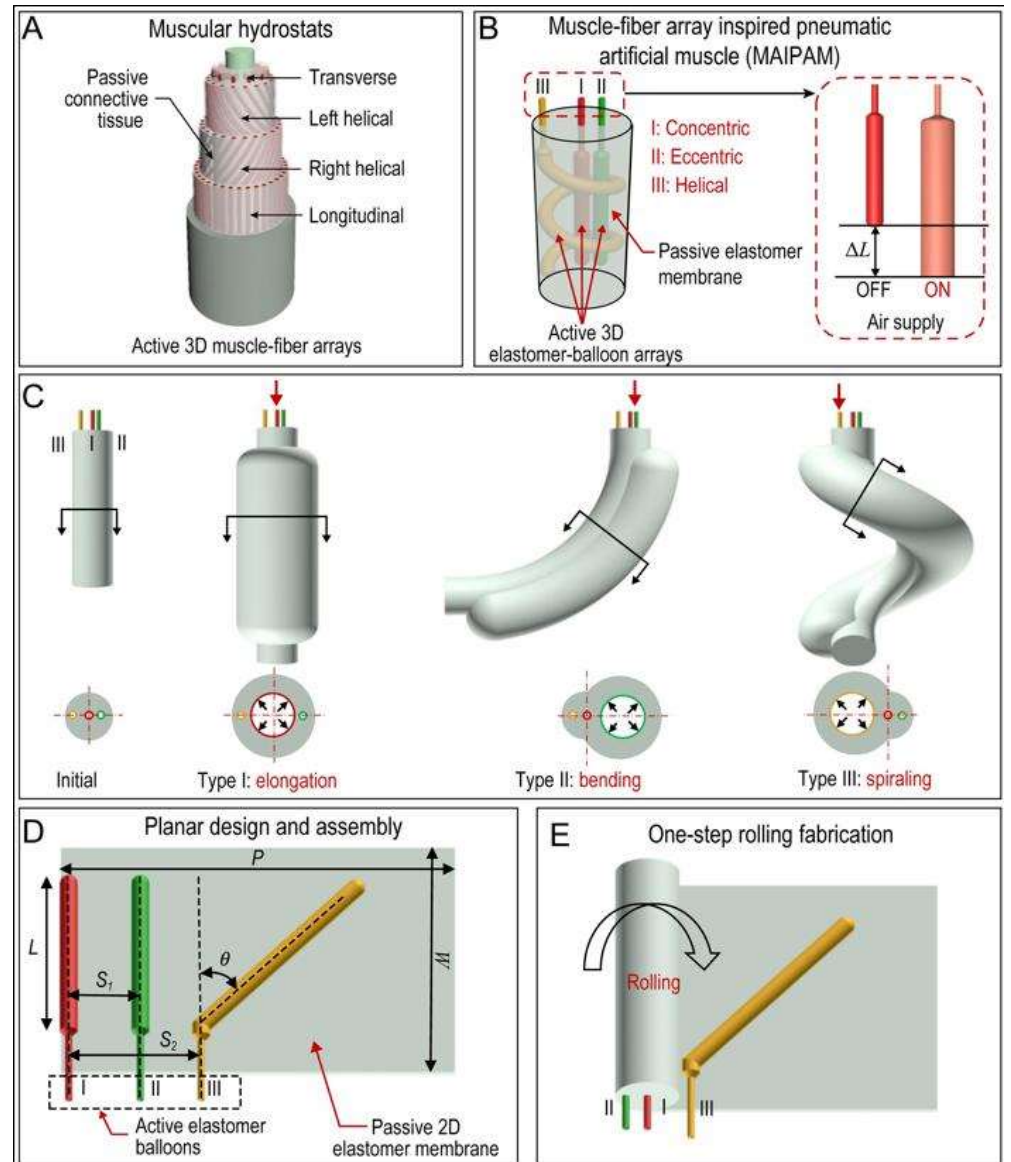 A
Muscular hydrostats
Passive
connective
tissue
Transverse
Left helical
Right helical
Longitudinal
Active 3D muscle-fiber arrays
B
Muscle-fiber array inspired pneumatic
artificial muscle (MAIPAM)
III I II
I: Concentric
II: Eccentric
III: Helical
Passive elastomer
membrane
Active 3D
elastomer-balloon arrays
ΔL
OFF ON
Air supply
C
III I II
Initial
Type I: elongation
Type II: bending
Type III: spiraling
D
Planar design and assembly
P
L
W
θ
S1
S2
I II III
Active elastomer
balloons
Passive 2D
elastomer membrane
E
One-step rolling fabrication
Rolling
II I III